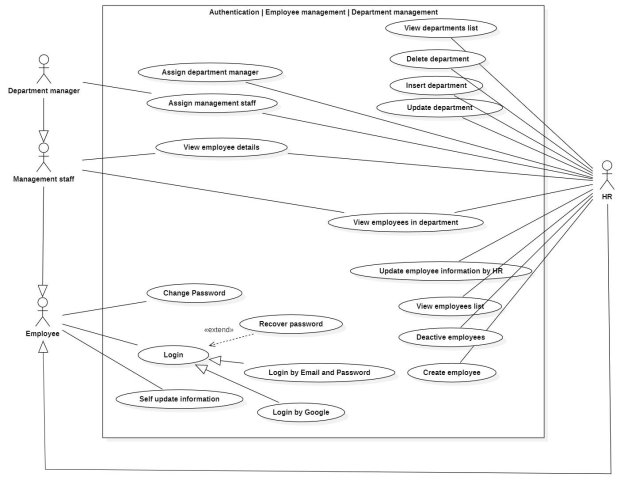 Authentication | Employee management | Department management
View departments list
Delete department
Insert department
Update department
Assign department manager
Assign management staff
Department manager
View employee details
Management staff
HR
View employees in department
Update employee information by HR
Change Password
View employees list
Recover password
«extend»
Employee
Deactive employees
Login
Login by Email and Password
Create employee
Self update information
Login by Google